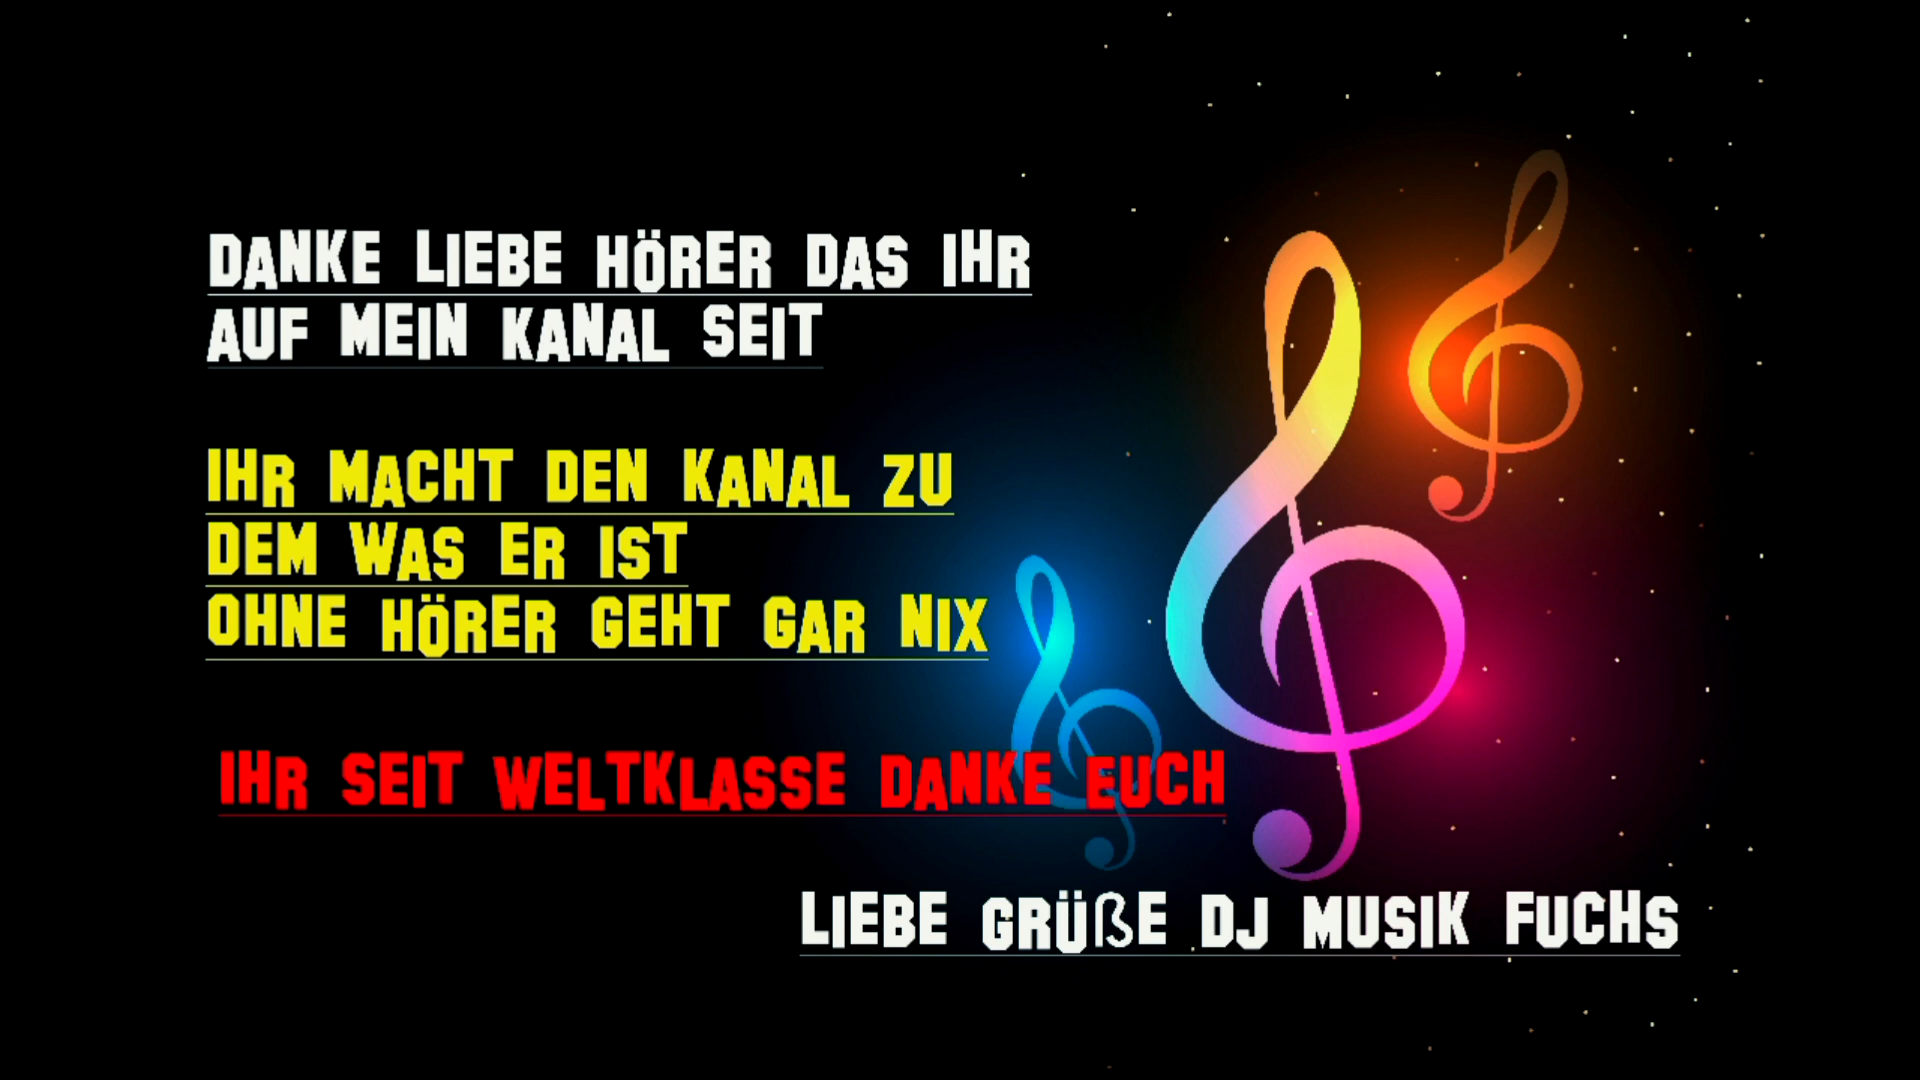 DANKE LIEBE HÖRER DAS IHR
AUF MEIN KANAL SEIT
IHR MACHT DEN KANAL ZU
DEM WAS ER IST
OHNE HÖRER GEHT GAR NIX
IHR SEIT WELTKLASSE DANKE EUCH
LIEBE GRÜßE DJ MUSIK FUCHS